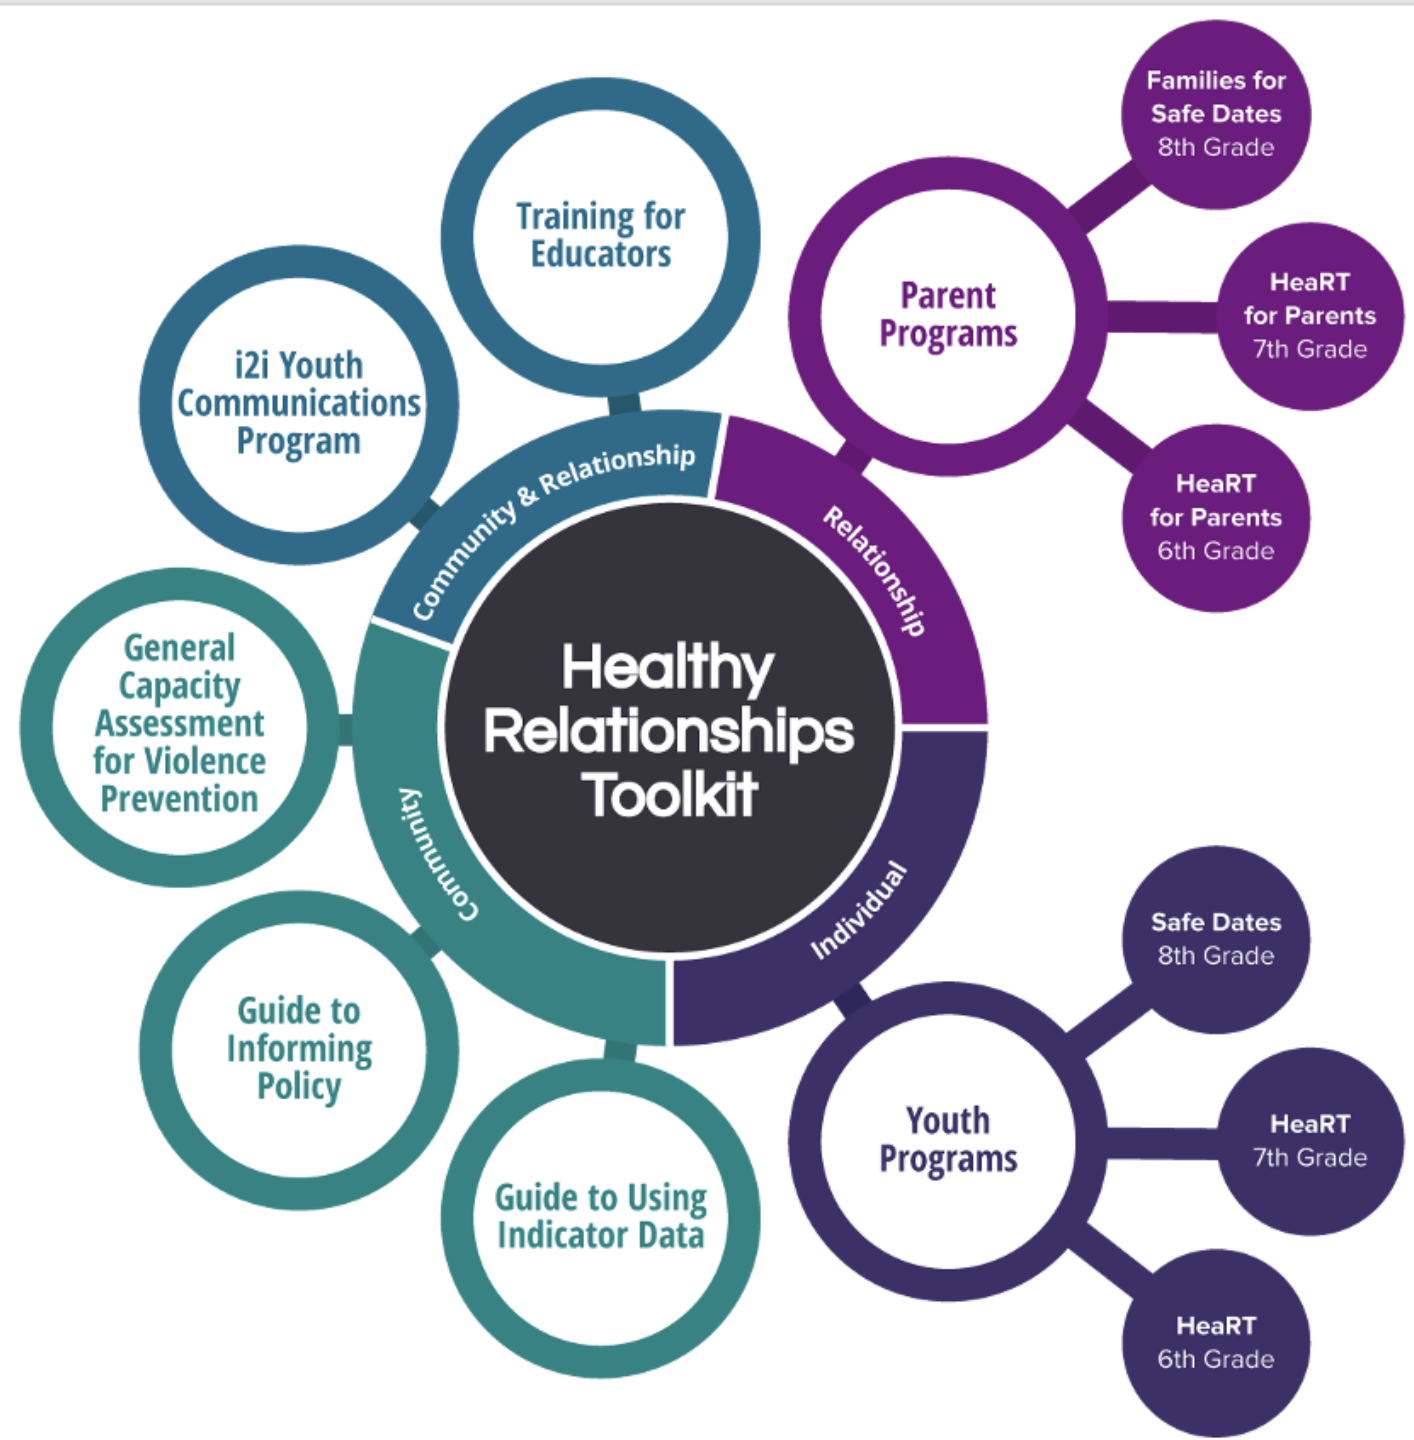 Healthy
Relationships
Toolkit
Community & Relationship
Relationship
Individual
Community
Training for
Educators
i2i Youth
Communications
Program
General
Capacity
Assessment
for Violence
Prevention
Guide to
Informing
Policy
Guide to Using
Indicator Data
Parent
Programs
Families for
Safe Dates
8th Grade
HeaRT
for Parents
7th Grade
HeaRT
for Parents
6th Grade
Youth
Programs
Safe Dates
8th Grade
HeaRT
7th Grade
HeaRT
6th Grade